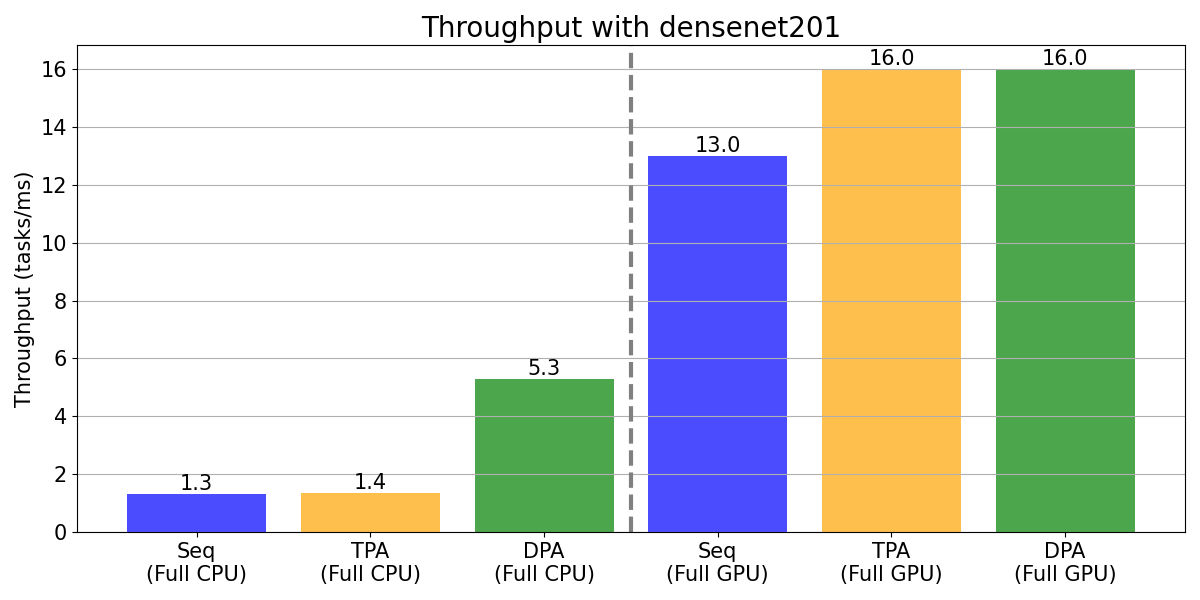 Throughput with densenet201
Throughput (tasks/ms)
16
14
12
10
8
6
4
2
0
1.3
1.4
5.3
13.0
16.0
16.0
Seq
(Full CPU)
TPA
(Full CPU)
DPA
(Full CPU)
Seq
(Full GPU)
TPA
(Full GPU)
DPA
(Full GPU)